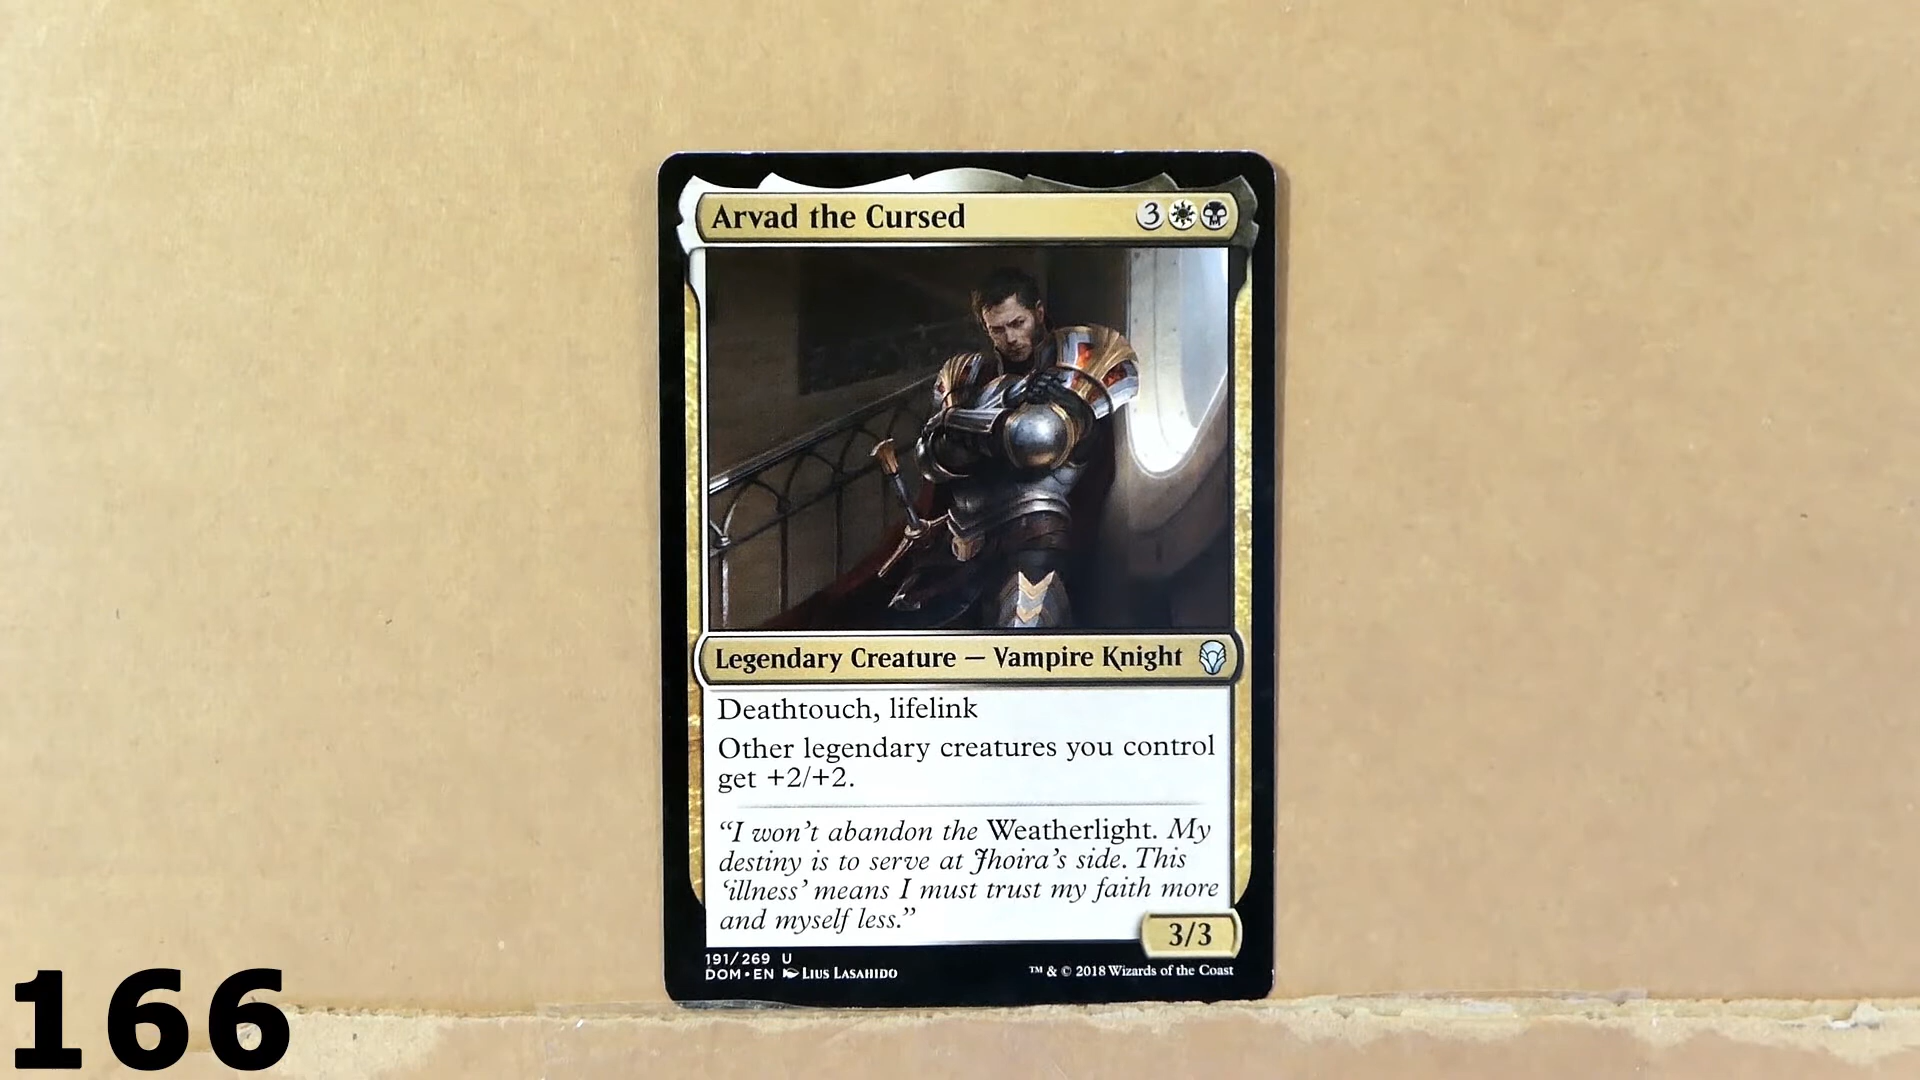 Arvad the Cursed 3
Legendary Creature — Vampire Knight
Deathtouch, lifelink
Other legendary creatures you control
get +2/+2.
“I won’t abandon the Weatherlight. My
destiny is to serve at Jhoira’s side. This
‘illness’ means I must trust my faith more
and myself less.”
3/3
191/269 U
DOM • EN Lius Lasahido
™ & © 2018 Wizards of the Coast
166